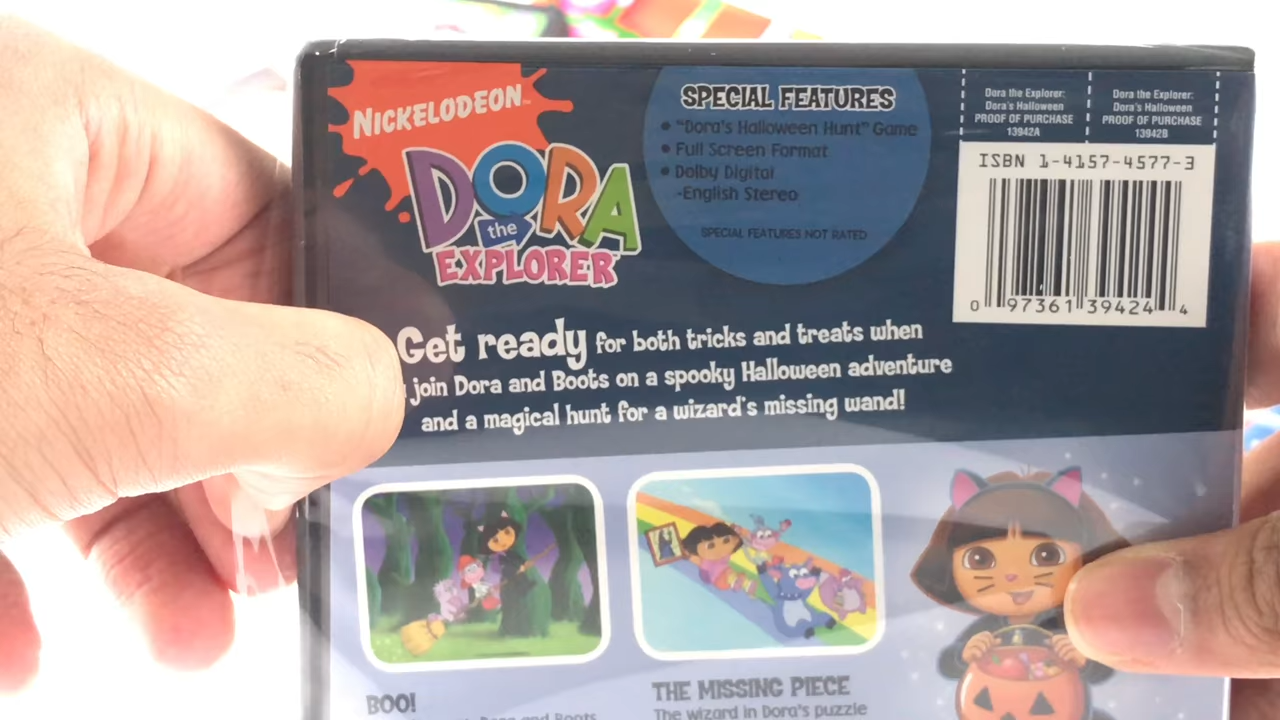 NICKELODEON
DORA
the
EXPLORER
SPECIAL FEATURES
• "Dora's Halloween Hunt" Game
• Full Screen Format
• Dolby Digital
-English Stereo
SPECIAL FEATURES NOT RATED
Dora the Explorer:
Dora's Halloween
PROOF OF PURCHASE
13942A
Dora the Explorer:
Dora's Halloween
PROOF OF PURCHASE
13942B
ISBN 1-4157-4577-3
0 97361 39424 4
Get ready for both tricks and treats when
join Dora and Boots on a spooky Halloween adventure
and a magical hunt for a wizard's missing wand!
BOO!
Dora and Boots
THE MISSING PIECE
The wizard in Dora's puzzle